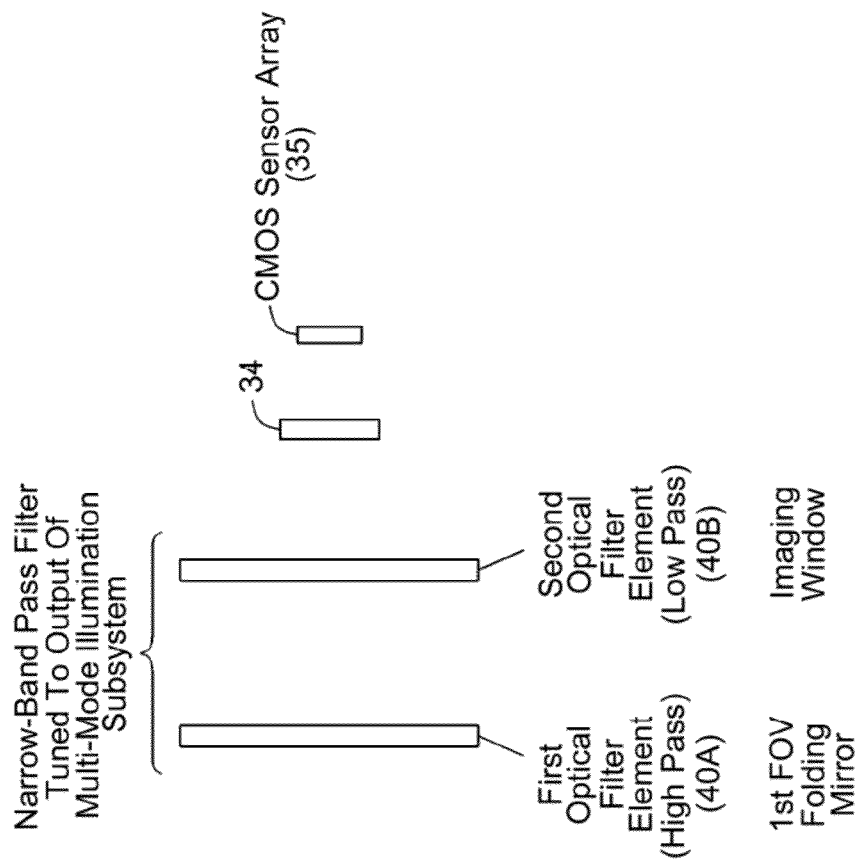 Narrow-Band Pass Filter
Tuned To Output Of
Multi-Mode Illumination
Subsystem
34
CMOS Sensor Array
(35)
First
Optical
Filter
Element
(High Pass)
(40A)
Second
Optical
Filter
Element
(Low Pass)
(40B)
1st FOV
Folding
Mirror
Imaging
Window